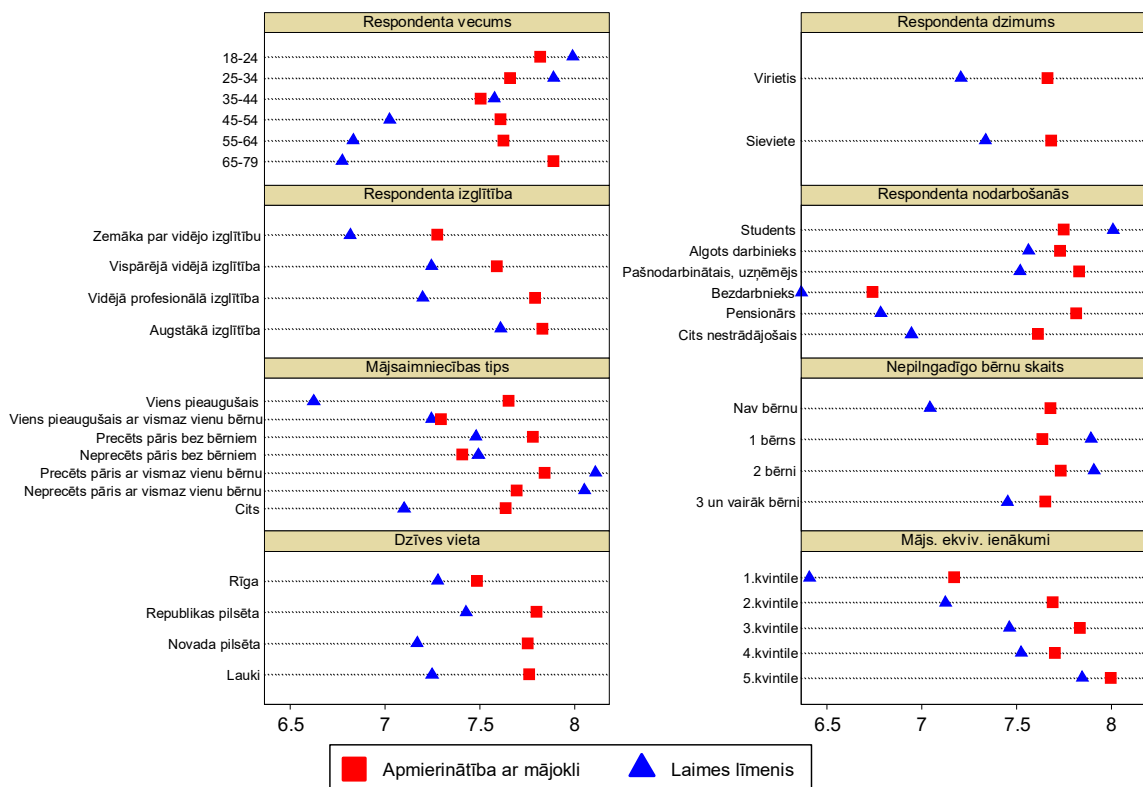 Respondenta vecums
18-24
25-34
35-44
45-54
55-64
65-79
Respondenta izglītība
Zemāka par vidējo izglītību
Vispārējā vidējā izglītība
Vidējā profesionālā izglītība
Augstākā izglītība
Mājsaimniecības tips
Viens pieaugušais
Viens pieaugušais ar vismaz vienu bērnu
Precēts pāris bez bērniem
Neprecēts pāris bez bērniem
Precēts pāris ar vismaz vienu bērnu
Neprecēts pāris ar vismaz vienu bērnu
Cits
Dzīves vieta
Rīga
Republikas pilsēta
Novada pilsēta
Lauki
6.5 7 7.5 8
Respondenta dzimums
Virietis
Sieviete
Respondenta nodarbošanās
Students
Algots darbinieks
Pašnodarbinātais, uzņēmējs
Bezdarbnieks
Pensionārs
Cits nestrādājošais
Nepilngadīgo bērnu skaits
Nav bērnu
1 bērns
2 bērni
3 un vairāk bērni
Mājs. ekviv. ienākumi
1.kvintile
2.kvintile
3.kvintile
4.kvintile
5.kvintile
6.5 7 7.5 8
Apmierinātība ar mājokli Laimes līmenis